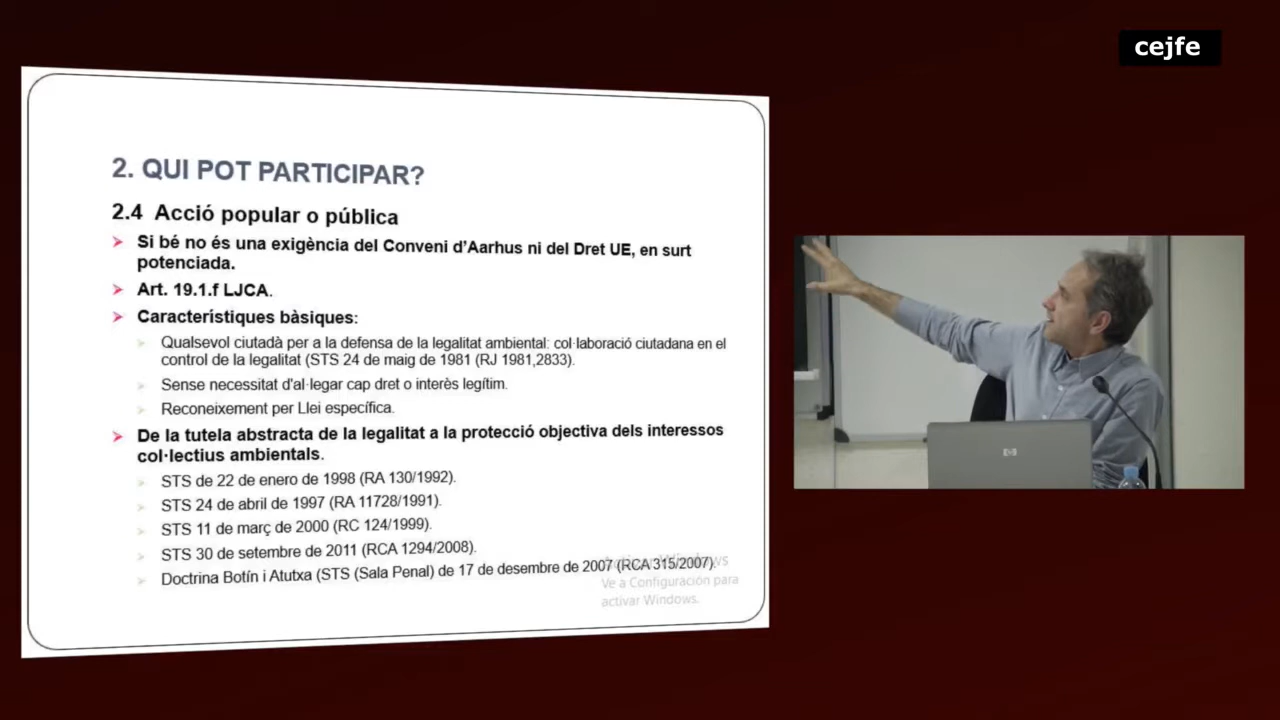 cejfe
2. QUI POT PARTICIPAR?
2.4 Acció popular o pública
Si bé no és una exigència del Conveni d'Aarhus ni del Dret UE, en surt
potenciada.
Art. 19.1.f LJCA.
Característiques bàsiques:
Qualsevol ciutadà per a la defensa de la legalitat ambiental: col·laboració ciutadana en el
control de la legalitat (STS 24 de maig de 1981 (RJ 1981,2833).
Sense necessitat d'al·legar cap dret o interès legítim.
Reconeixement per Llei específica.
De la tutela abstracta de la legalitat a la protecció objectiva dels interessos
col·lectius ambientals.
STS de 22 de enero de 1998 (RA 130/1992).
STS 24 de abril de 1997 (RA 11728/1991).
STS 11 de març de 2000 (RC 124/1999).
STS 30 de setembre de 2011 (RCA 1294/2008).
Doctrina Botín i Atutxa (STS (Sala Penal) de 17 de desembre de 2007 (RCA 315/2007).
Windows
Ve a Configuración para
activar Windows.
hp